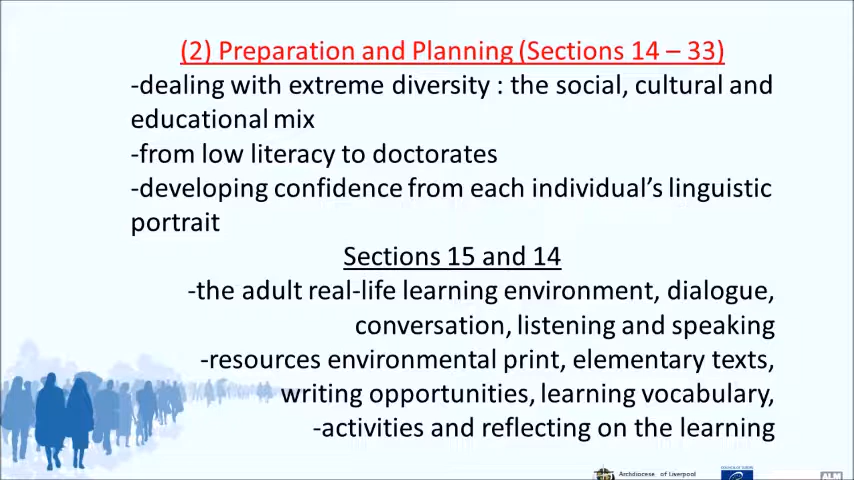 (2) Preparation and Planning (Sections 14 – 33)
-dealing with extreme diversity : the social, cultural and
educational mix
-from low literacy to doctorates
-developing confidence from each individual’s linguistic
portrait
Sections 15 and 14
-the adult real-life learning environment, dialogue,
conversation, listening and speaking
-resources environmental print, elementary texts,
writing opportunities, learning vocabulary,
-activities and reflecting on the learning
Archdiocese of Liverpool
ALM